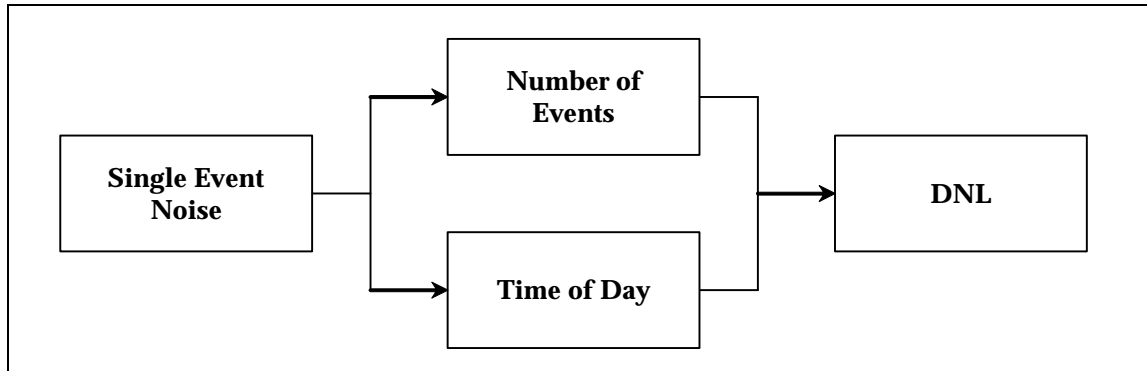 Single Event
Noise
Number of
Events
Time of Day
DNL